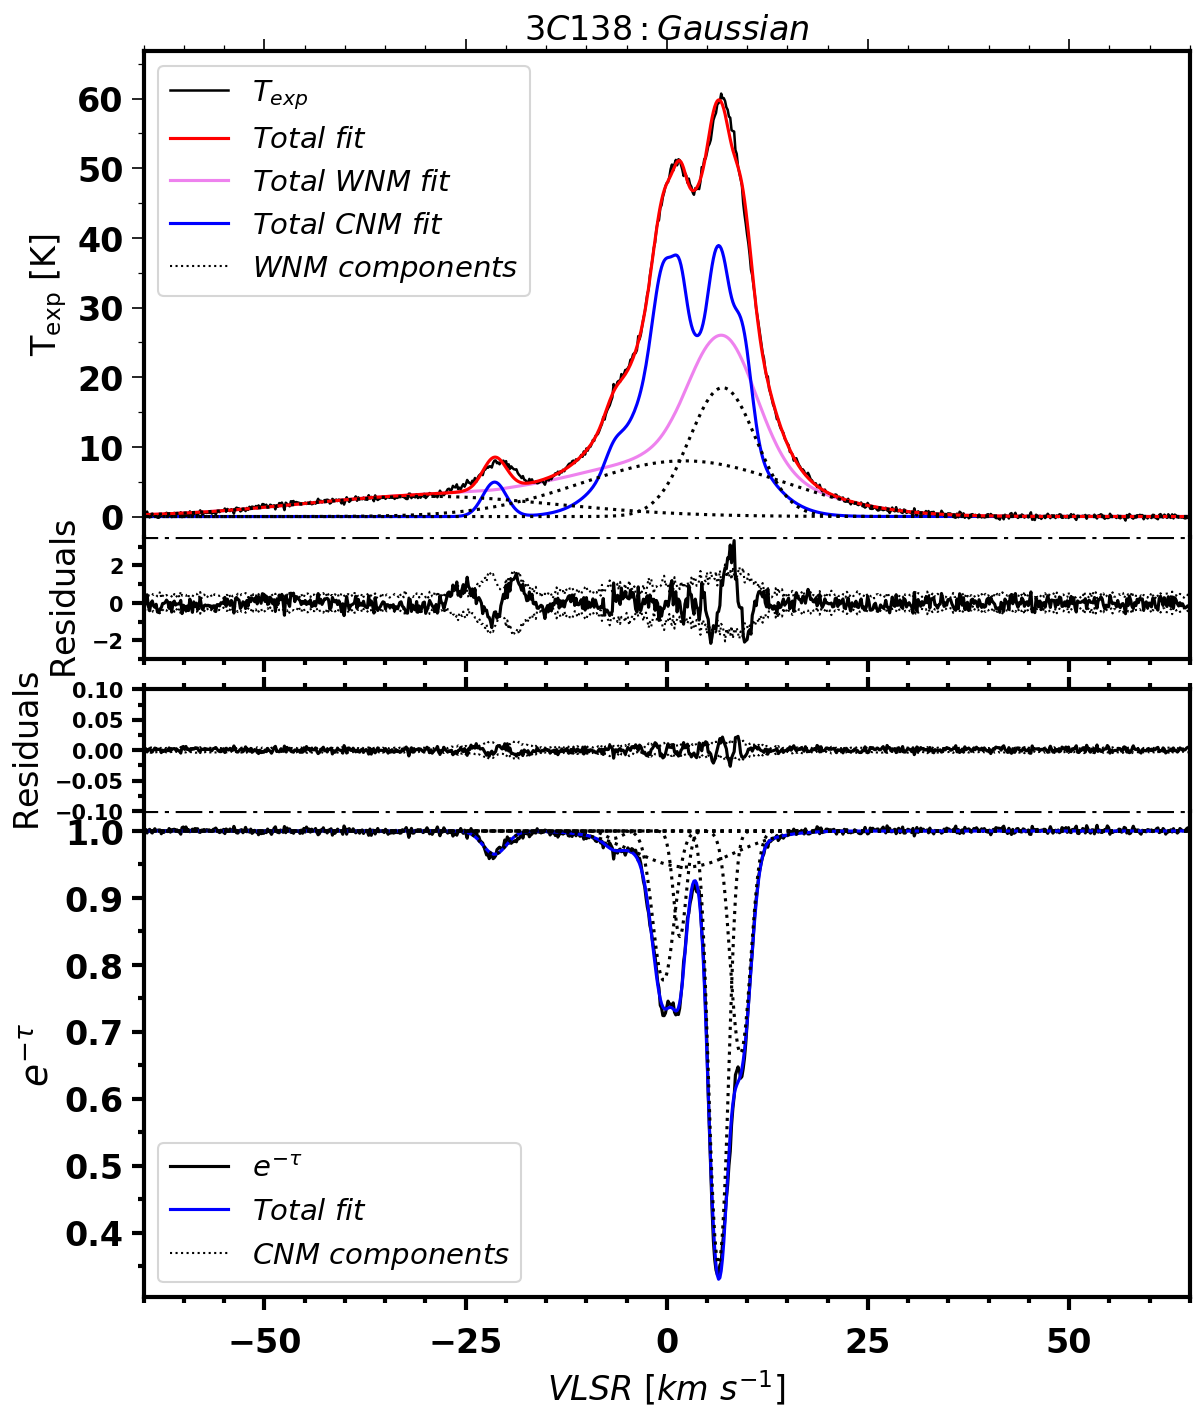 3C138 : Gaussian
T_exp
Total fit
Total WNM fit
Total CNM fit
WNM components
T_exp [K]
60
50
40
30
20
10
0
Residuals
2
0
−2
Residuals
0.10
0.05
0.00
−0.05
−0.10
e^−τ
1.0
0.9
0.8
0.7
0.6
0.5
0.4
e^−τ
Total fit
CNM components
−50 −25 0 25 50
VLSR [km s^−1]